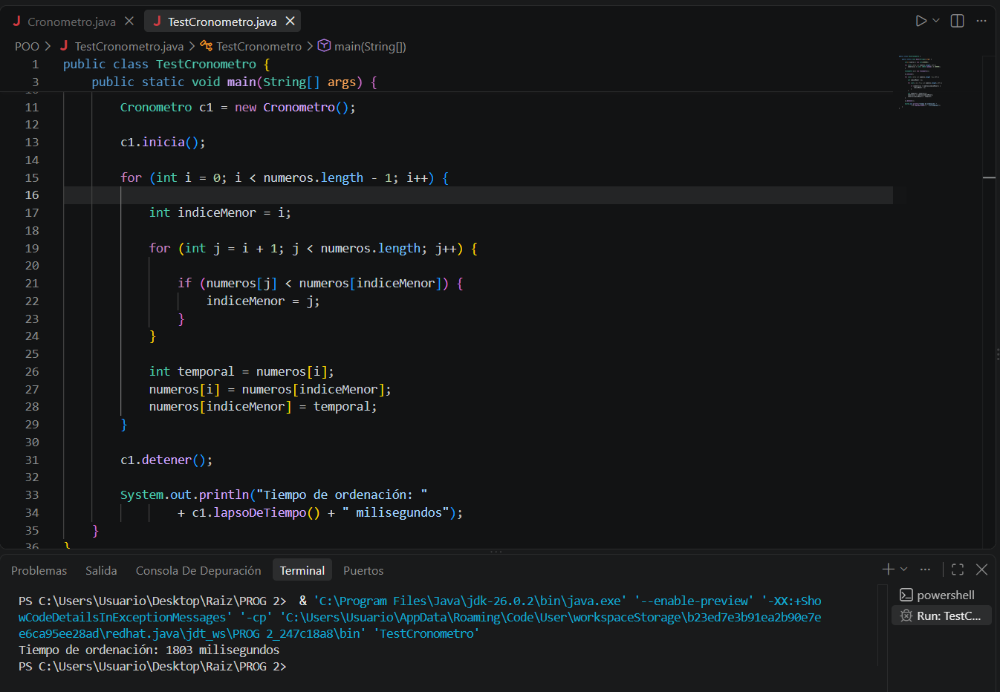 Cronometro.java
TestCronometro.java
POO > TestCronometro.java > TestCronometro > main(String[])
1 public class TestCronometro {
3 public static void main(String[] args) {
11 Cronometro c1 = new Cronometro();
12
13 c1.inicia();
14
15 for (int i = 0; i < numeros.length - 1; i++) {
16
17 int indiceMenor = i;
18
19 for (int j = i + 1; j < numeros.length; j++) {
20
21 if (numeros[j] < numeros[indiceMenor]) {
22 indiceMenor = j;
23 }
24 }
25
26 int temporal = numeros[i];
27 numeros[i] = numeros[indiceMenor];
28 numeros[indiceMenor] = temporal;
29 }
30
31 c1.detener();
32
33 System.out.println("Tiempo de ordenación: "
34 + c1.lapsoDeTiempo() + " milisegundos");
35 }
36 }
Problemas Salida Consola De Depuración Terminal Puertos
PS C:\Users\Usuario\Desktop\Raiz\PROG 2> & 'C:\Program Files\Java\jdk-26.0.2\bin\java.exe' '--enable-preview' '-XX:+Sho
wCodeDetailsInExceptionMessages' '-cp' 'C:\Users\Usuario\AppData\Roaming\Code\User\workspaceStorage\b23ed7e3b91ea2b90e7e
e6ca95ee28ad\redhat.java\jdt_ws\PROG 2_247c18a8\bin' 'TestCronometro'
Tiempo de ordenación: 1803 milisegundos
PS C:\Users\Usuario\Desktop\Raiz\PROG 2>
powershell
Run: TestC...